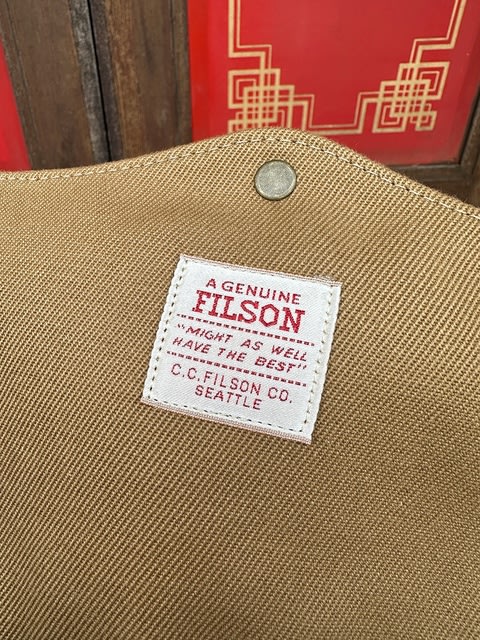 A GENUINE
FILSON
"MIGHT AS WELL
HAVE THE BEST"
C.C.FILSON CO.
SEATTLE